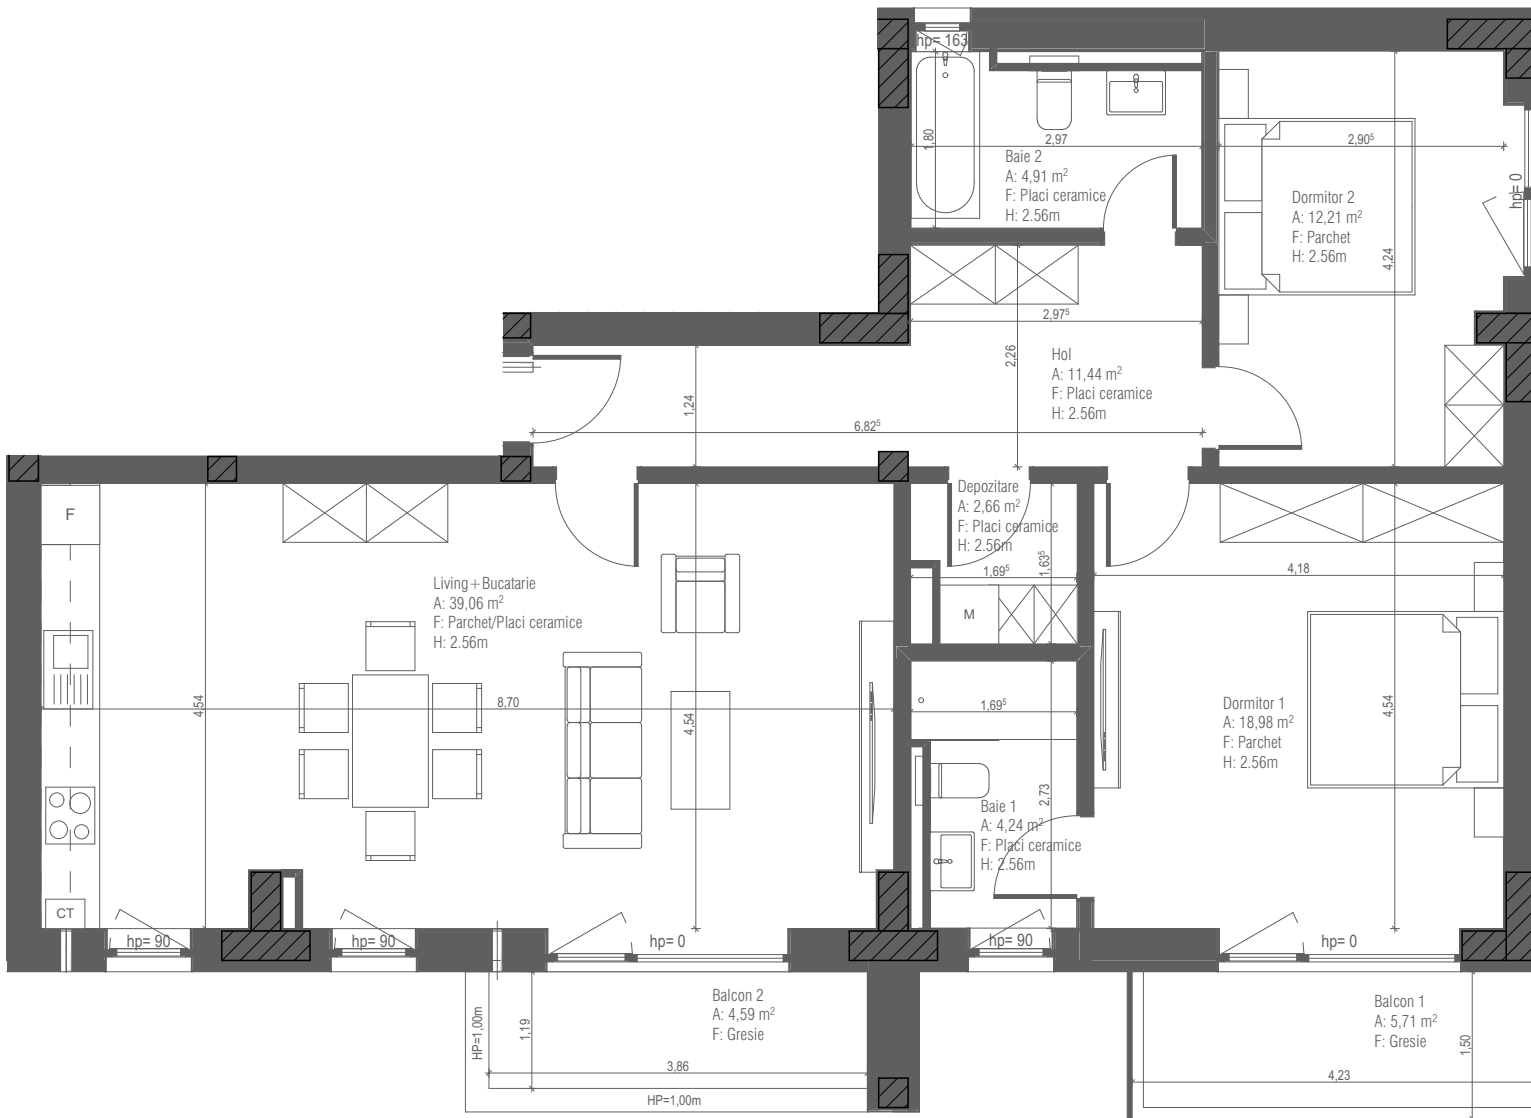 hp= 163
1,80
2,97
Baie 2
A: 4,91 m²
F: Placi ceramice
H: 2.56m
2,90⁵
hp= 0
Dormitor 2
A: 12,21 m²
F: Parchet
H: 2.56m
4,24
2,97⁵
2,26
Hol
A: 11,44 m²
F: Placi ceramice
H: 2.56m
1,24
6,82⁵
F
Depozitare
A: 2,66 m²
F: Placi ceramice
H: 2.56m
1,63⁵
1,69⁵
M
4,18
Living+Bucatarie
A: 39,06 m²
F: Parchet/Placi ceramice
H: 2.56m
4,54
8,70
4,54
1,69⁵
2,73
Baie 1
A: 4,24 m²
F: Placi ceramice
H: 2.56m
Dormitor 1
A: 18,98 m²
F: Parchet
H: 2.56m
4,54
CT
hp= 90
hp= 90
hp= 0
hp= 90
hp= 0
Balcon 2
A: 4,59 m²
F: Gresie
HP=1,00m
1,19
3,86
HP=1,00m
Balcon 1
A: 5,71 m²
F: Gresie
1,50
4,23